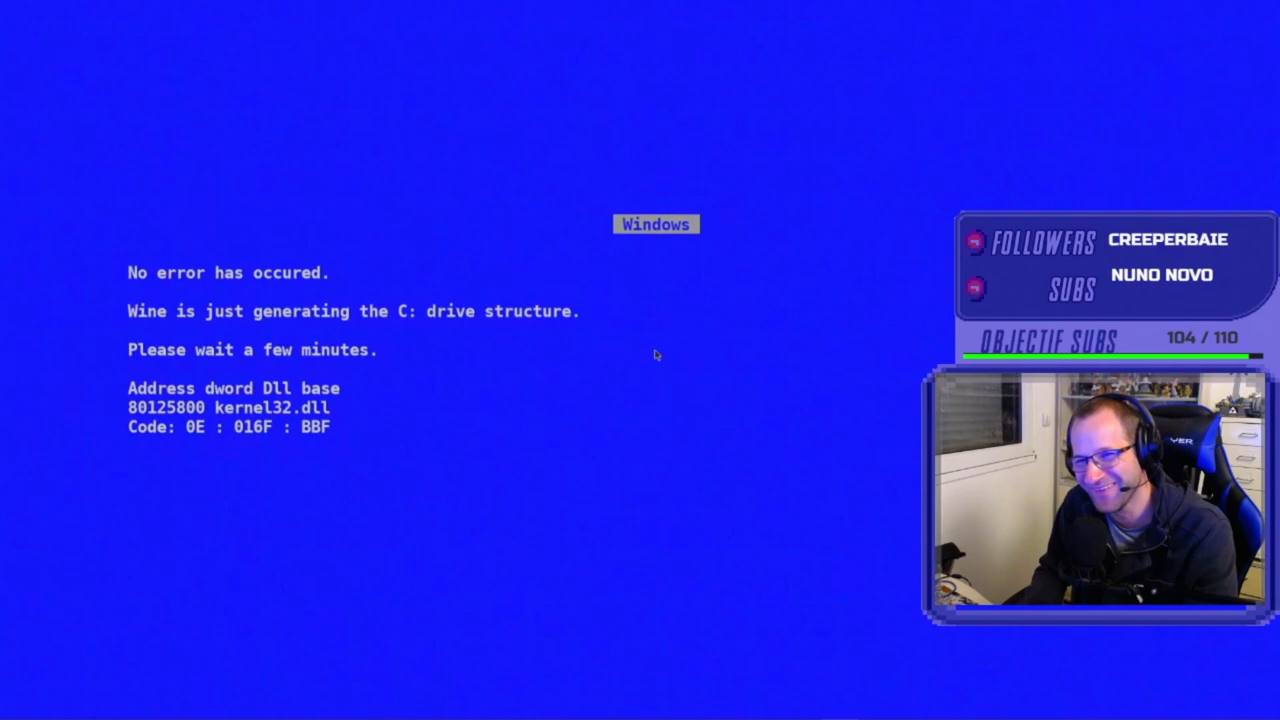 Windows
No error has occured.
Wine is just generating the C: drive structure.
Please wait a few minutes.
Address dword Dll base
80125800 kernel32.dll
Code: 0E : 016F : BBF
FOLLOWERS CREEPERBAIE
SUBS NUNO NOVO
OBJECTIF SUBS 104 / 110
YER